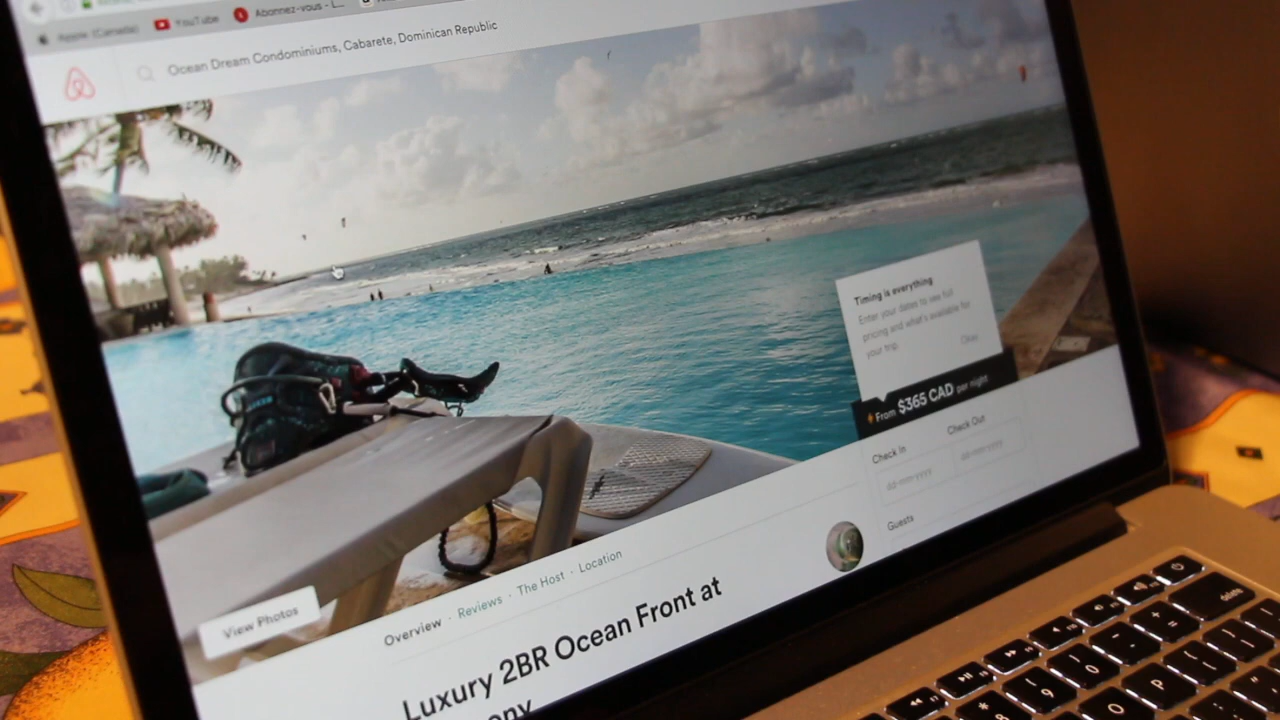 Apple (Canada) YouTube Abonnez-vous - L...
Ocean Dream Condominiums, Cabarete, Dominican Republic
Timing is everything
Enter your dates to see full
pricing and what's available for
your trip.
Okay
From $365 CAD per night
Check In Check Out
dd-mm-yyyy dd-mm-yyyy
Guests
View Photos
Overview · Reviews · The Host · Location
Luxury 2BR Ocean Front at
delete
+
=
-
P
O
0
9
8
*